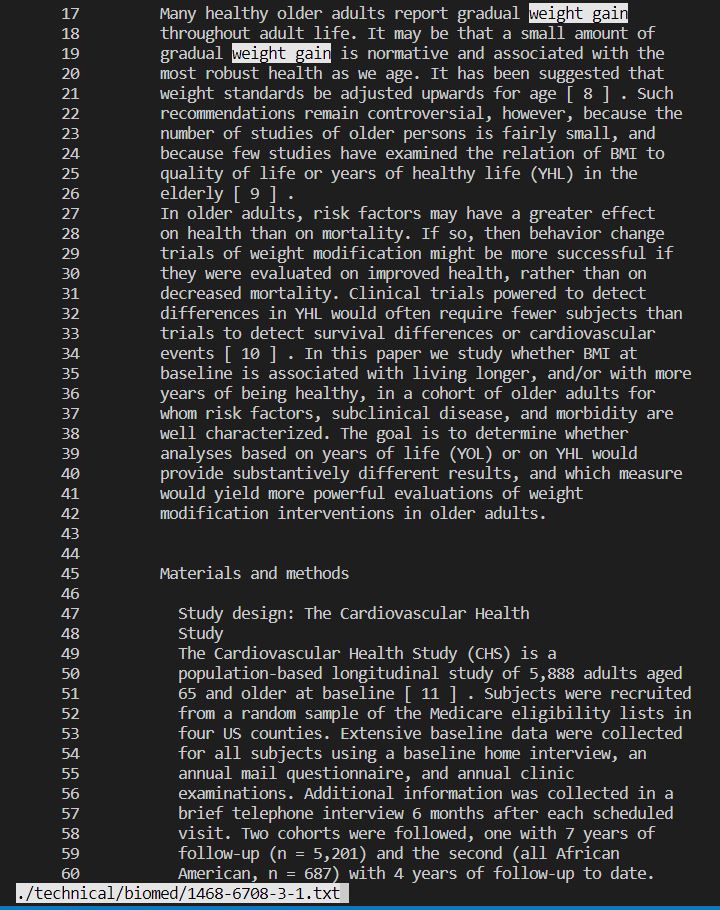 17 Many healthy older adults report gradual weight gain
18 throughout adult life. It may be that a small amount of
19 gradual weight gain is normative and associated with the
20 most robust health as we age. It has been suggested that
21 weight standards be adjusted upwards for age [ 8 ] . Such
22 recommendations remain controversial, however, because the
23 number of studies of older persons is fairly small, and
24 because few studies have examined the relation of BMI to
25 quality of life or years of healthy life (YHL) in the
26 elderly [ 9 ] .
27 In older adults, risk factors may have a greater effect
28 on health than on mortality. If so, then behavior change
29 trials of weight modification might be more successful if
30 they were evaluated on improved health, rather than on
31 decreased mortality. Clinical trials powered to detect
32 differences in YHL would often require fewer subjects than
33 trials to detect survival differences or cardiovascular
34 events [ 10 ] . In this paper we study whether BMI at
35 baseline is associated with living longer, and/or with more
36 years of being healthy, in a cohort of older adults for
37 whom risk factors, subclinical disease, and morbidity are
38 well characterized. The goal is to determine whether
39 analyses based on years of life (YOL) or on YHL would
40 provide substantively different results, and which measure
41 would yield more powerful evaluations of weight
42 modification interventions in older adults.
43
44
45 Materials and methods
46
47 Study design: The Cardiovascular Health
48 Study
49 The Cardiovascular Health Study (CHS) is a
50 population-based longitudinal study of 5,888 adults aged
51 65 and older at baseline [ 11 ] . Subjects were recruited
52 from a random sample of the Medicare eligibility lists in
53 four US counties. Extensive baseline data were collected
54 for all subjects using a baseline home interview, an
55 annual mail questionnaire, and annual clinic
56 examinations. Additional information was collected in a
57 brief telephone interview 6 months after each scheduled
58 visit. Two cohorts were followed, one with 7 years of
59 follow-up (n = 5,201) and the second (all African
60 American, n = 687) with 4 years of follow-up to date.
./technical/biomed/1468-6708-3-1.txt